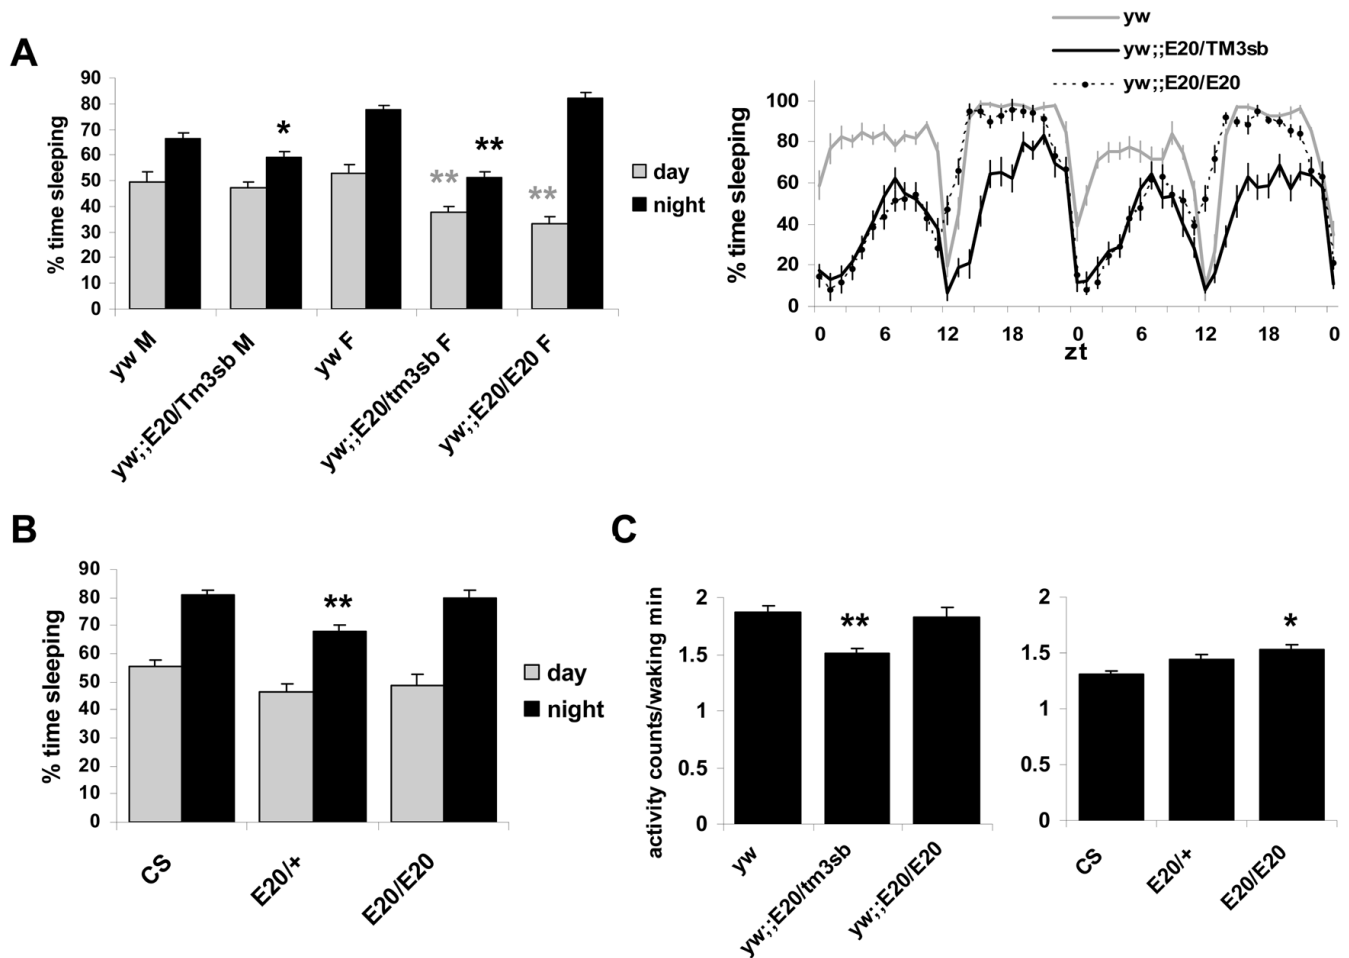 A
% time sleeping
90
80
70
60
50
40
30
20
10
0
*
**
**
**
day
night
yw M
yw;;E20/Tm3sb M
yw F
yw;;E20/tm3sb F
yw;;E20/E20 F
yw
yw;;E20/TM3sb
yw;;E20/E20
% time sleeping
100
80
60
40
20
0
0 6 12 18 0 6 12 18 0
zt
B
% time sleeping
90
80
70
60
50
40
30
20
10
0
**
day
night
CS
E20/+
E20/E20
C
activity counts/waking min
2
1.5
1
0.5
0
**
yw
yw;;E20/tm3sb
yw;;E20/E20
2
1.5
1
0.5
0
*
CS
E20/+
E20/E20